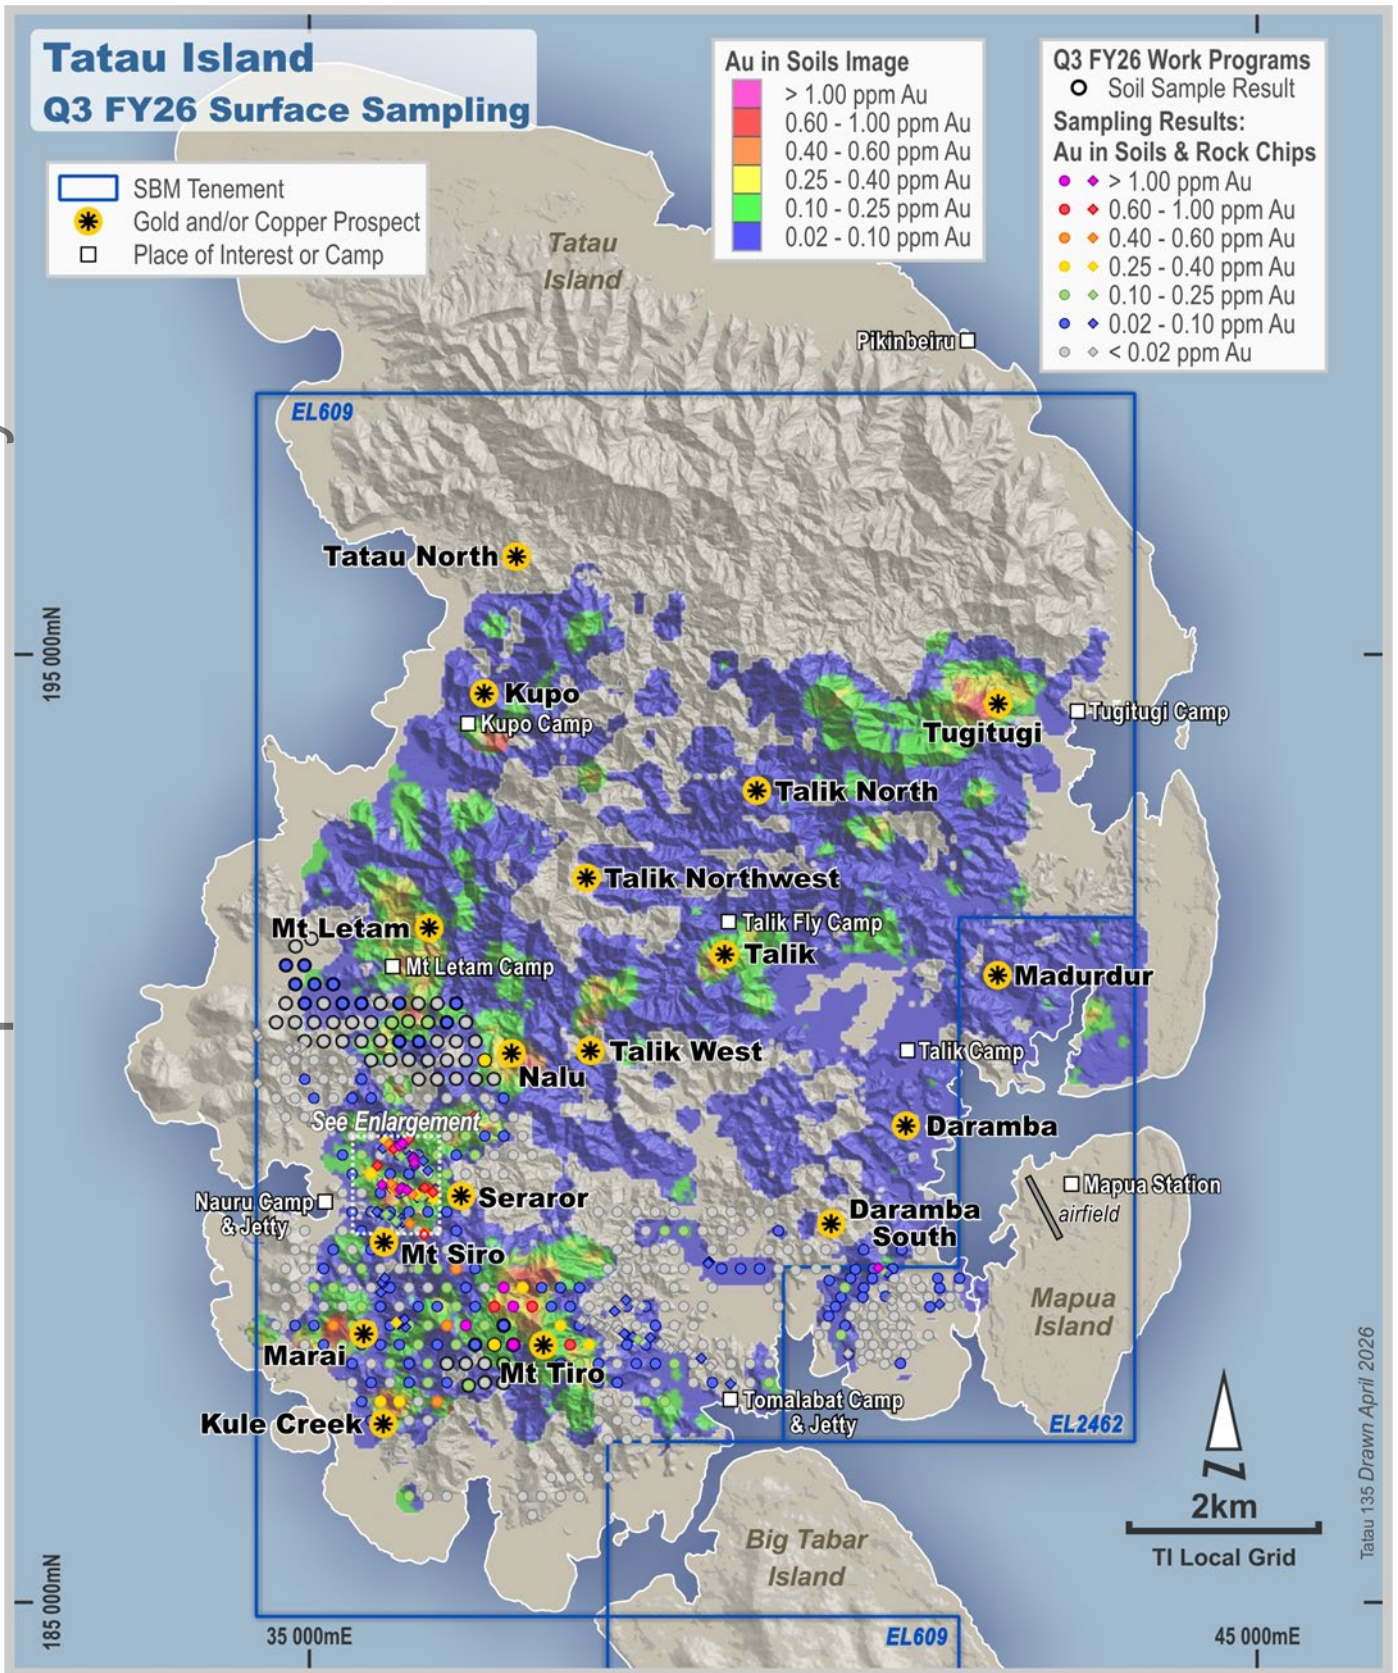 Tatau Island
Q3 FY26 Surface Sampling
SBM Tenement
Gold and/or Copper Prospect
Place of Interest or Camp
Au in Soils Image
> 1.00 ppm Au
0.60 - 1.00 ppm Au
0.40 - 0.60 ppm Au
0.25 - 0.40 ppm Au
0.10 - 0.25 ppm Au
0.02 - 0.10 ppm Au
Q3 FY26 Work Programs
Soil Sample Result
Sampling Results:
Au in Soils & Rock Chips
> 1.00 ppm Au
0.60 - 1.00 ppm Au
0.40 - 0.60 ppm Au
0.25 - 0.40 ppm Au
0.10 - 0.25 ppm Au
0.02 - 0.10 ppm Au
< 0.02 ppm Au
Tatau
Island
Pikinbeiru
EL609
Tatau North
195 000mN
Kupo
Kupo Camp
Tugitugi Camp
Tugitugi
Talik North
Talik Northwest
Mt Letam
Talik Fly Camp
Talik
Mt Letam Camp
Madurdur
Talik West
Talik Camp
Nalu
See Enlargement
Daramba
Mapua Station
Seraror
Nauru Camp
& Jetty
airfield
Daramba
South
Mt Siro
Mapua
Island
Marai
Mt Tiro
Tomalabat Camp
& Jetty
Kule Creek
EL2462
2km
TI Local Grid
Big Tabar
Island
Tatau 135 Drawn April 2026
185 000mN
35 000mE
EL609
45 000mE